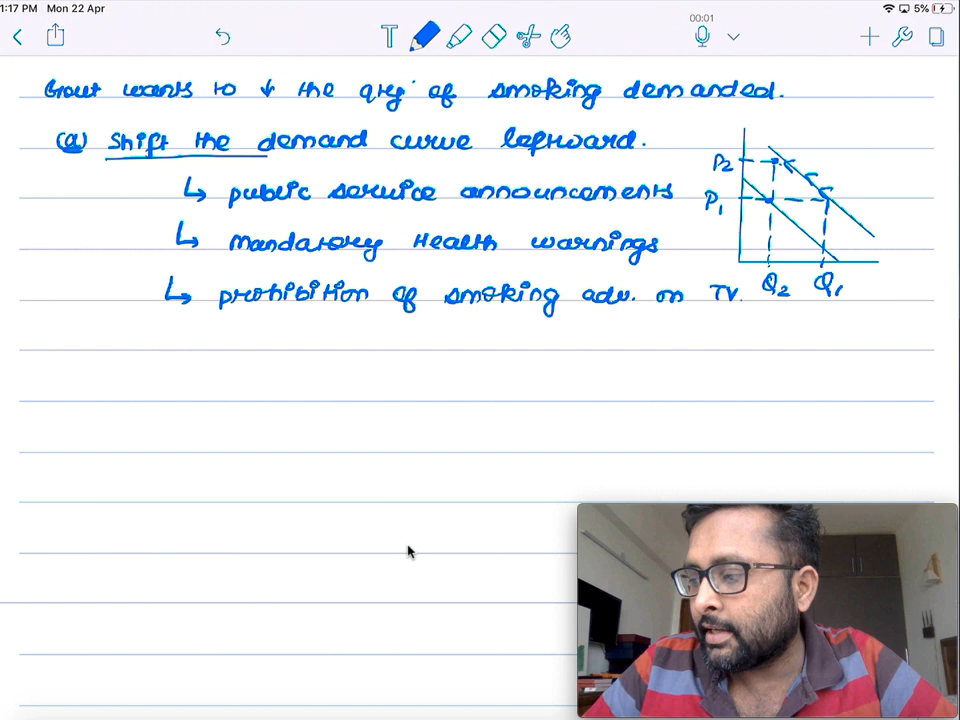 1:17 PM Mon 22 Apr
5%
00:01
T
Govt wants to ↓ the qty. of smoking demanded.
(a) Shift the demand curve leftward.
↳ public service announcements
↳ Mandatory Health warnings
↳ prohibition of smoking adv. on TV.
P2
P1
Q2 Q1